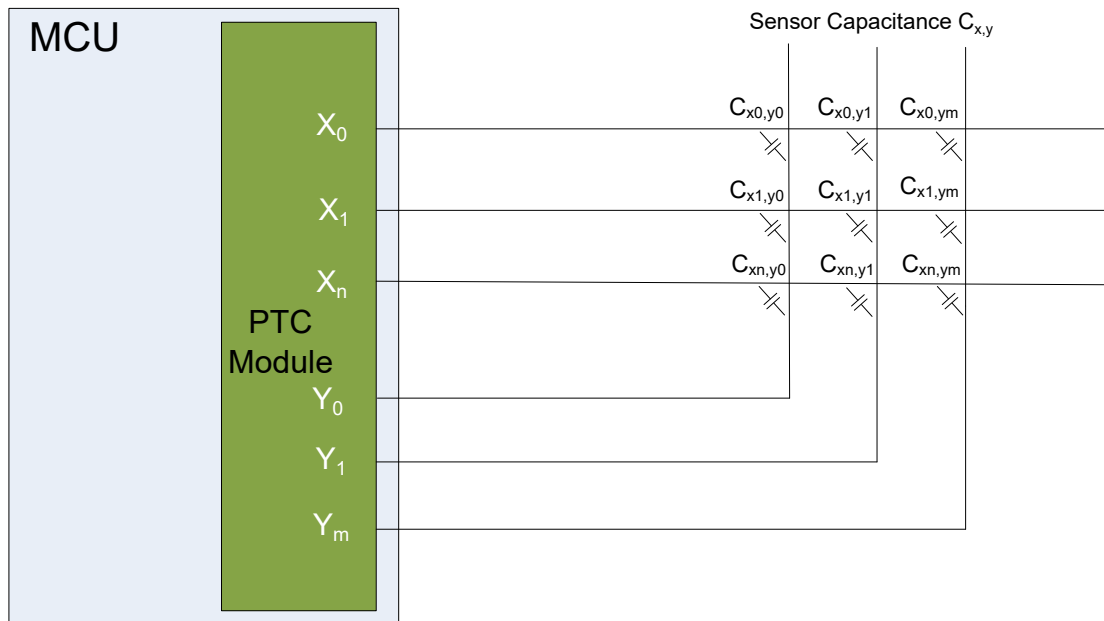 MCU
Sensor Capacitance Cx,y
X0
Cx0,y0 Cx0,y1 Cx0,ym
X1
Cx1,y0 Cx1,y1 Cx1,ym
Xn
Cxn,y0 Cxn,y1 Cxn,ym
PTC
Module
Y0
Y1
Ym